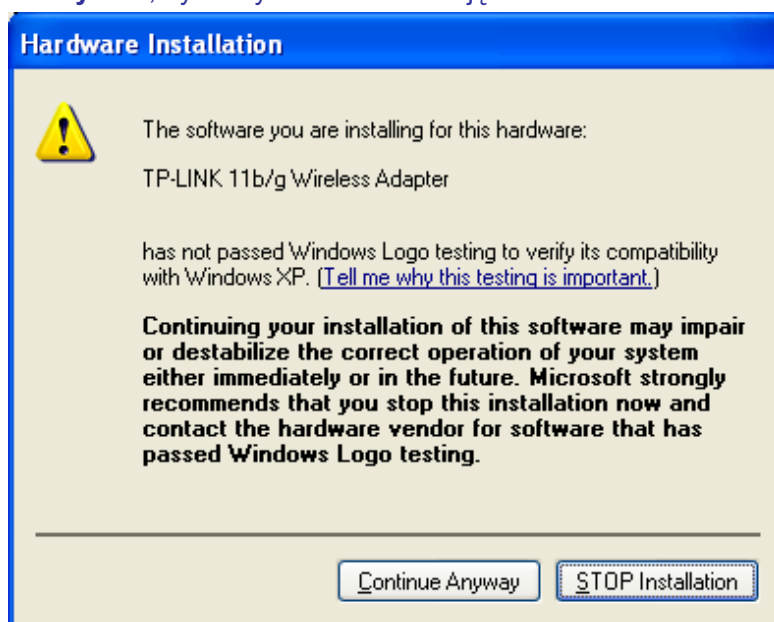 Hardware Installation
The software you are installing for this hardware:
TP-LINK 11b/g Wireless Adapter
has not passed Windows Logo testing to verify its compatibility
with Windows XP. (Tell me why this testing is important.)
Continuing your installation of this software may impair
or destabilize the correct operation of your system
either immediately or in the future. Microsoft strongly
recommends that you stop this installation now and
contact the hardware vendor for software that has
passed Windows Logo testing.
Continue Anyway
STOP Installation